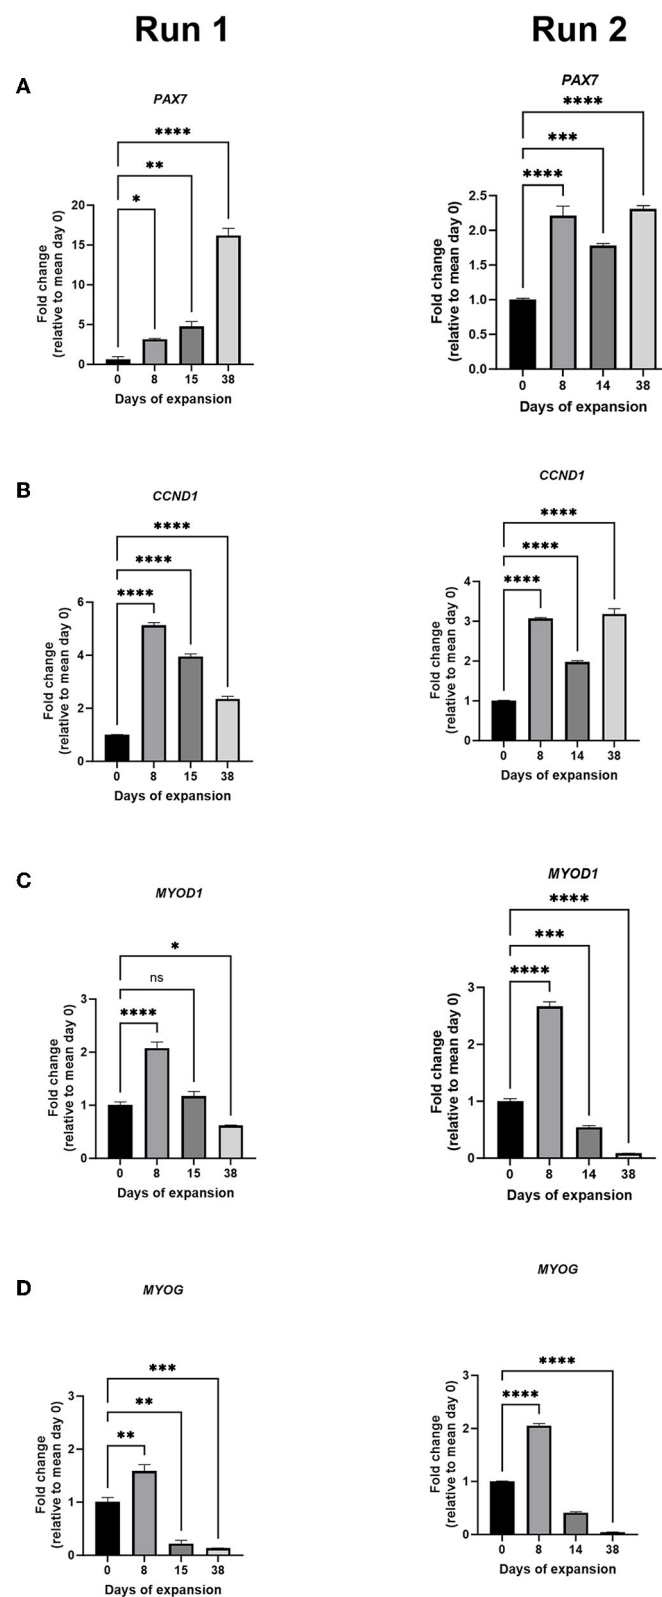 Run 1
Run 2
A
PAX7
****
**
*
20
15
10
5
0
Fold change
(relative to mean day 0)
0 8 15 38
Days of expansion
PAX7
****
***
****
2.5
2.0
1.5
1.0
0.5
0.0
Fold change
(relative to mean day 0)
0 8 14 38
Days of expansion
B
CCND1
****
****
****
6
4
2
0
Fold change
(relative to mean day 0)
0 8 15 38
Days of expansion
CCND1
****
****
****
4
3
2
1
0
Fold change
(relative to mean day 0)
0 8 14 38
Days of expansion
C
MYOD1
*
ns
****
3
2
1
0
Fold change
(relative to mean day 0)
0 8 15 38
Days of expansion
MYOD1
****
***
****
3
2
1
0
Fold change
(relative to mean day 0)
0 8 14 38
Days of expansion
D
MYOG
***
**
**
3
2
1
0
Fold change
(relative to mean day 0)
0 8 15 38
Days of expansion
MYOG
****
****
3
2
1
0
Fold change
(relative to mean day 0)
0 8 14 38
Days of expansion